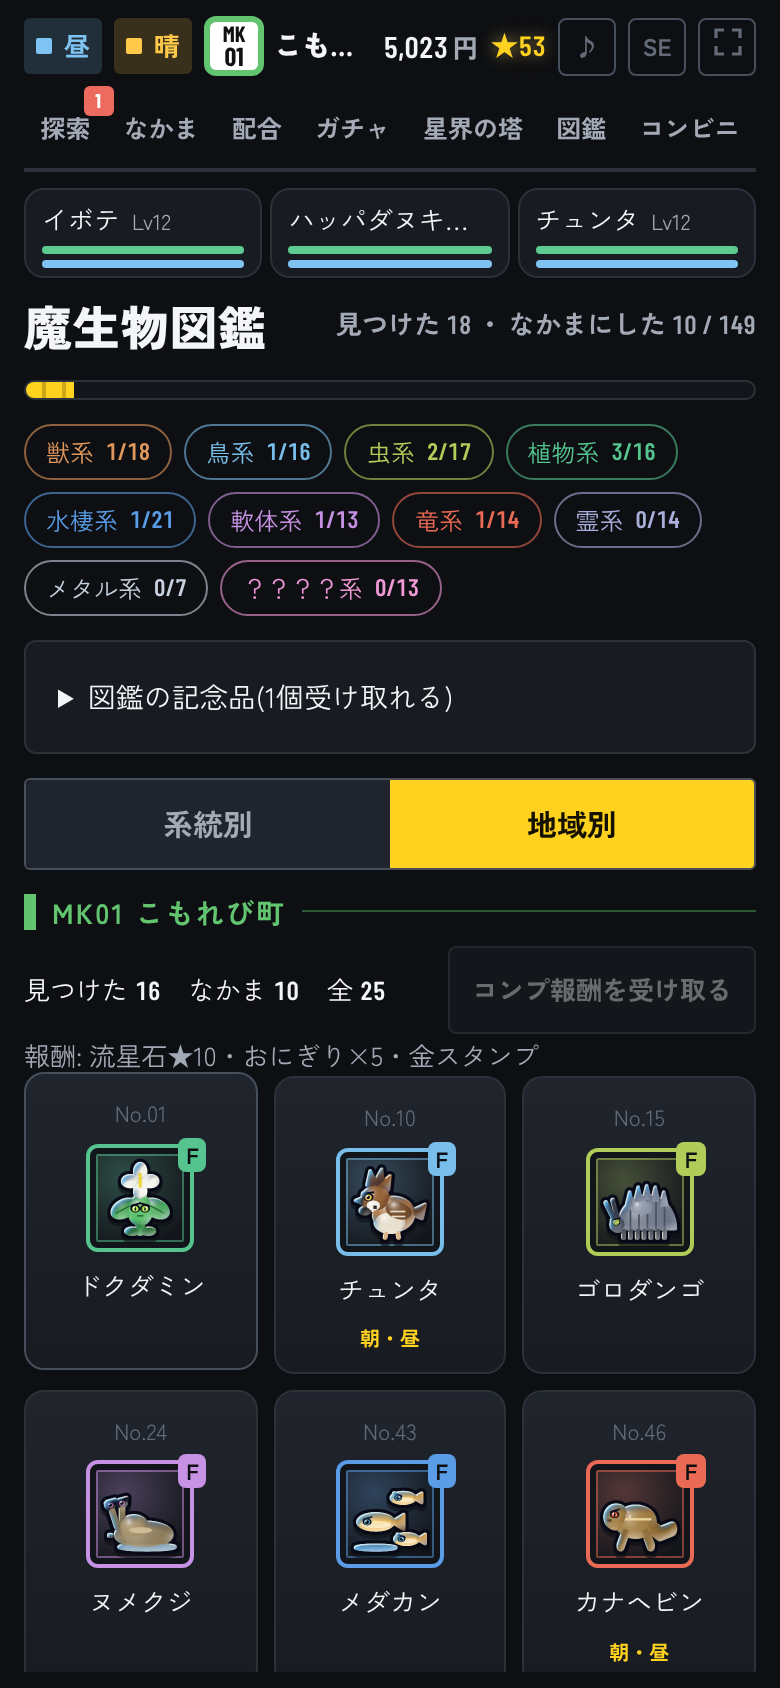 昼 晴 MK 01 こも… 5,023 円 ★53 ♪ SE
1
探索 なかま 配合 ガチャ 星界の塔 図鑑 コンビニ
イボテ Lv12 ハッパダヌキ… チュンタ Lv12
魔生物図鑑 見つけた 18 ・ なかまにした 10 / 149
獣系 1/18 鳥系 1/16 虫系 2/17 植物系 3/16
水棲系 1/21 軟体系 1/13 竜系 1/14 霊系 0/14
メタル系 0/7 ？？？？系 0/13
▶ 図鑑の記念品(1個受け取れる)
系統別 地域別
MK01 こもれび町
見つけた 16 なかま 10 全 25 コンプ報酬を受け取る
報酬: 流星石★10・おにぎり×5・金スタンプ
No.01 No.10 No.15
F F F
ドクダミン チュンタ ゴロダンゴ
朝・昼
No.24 No.43 No.46
F F F
ヌメクジ メダカン カナヘビン
朝・昼